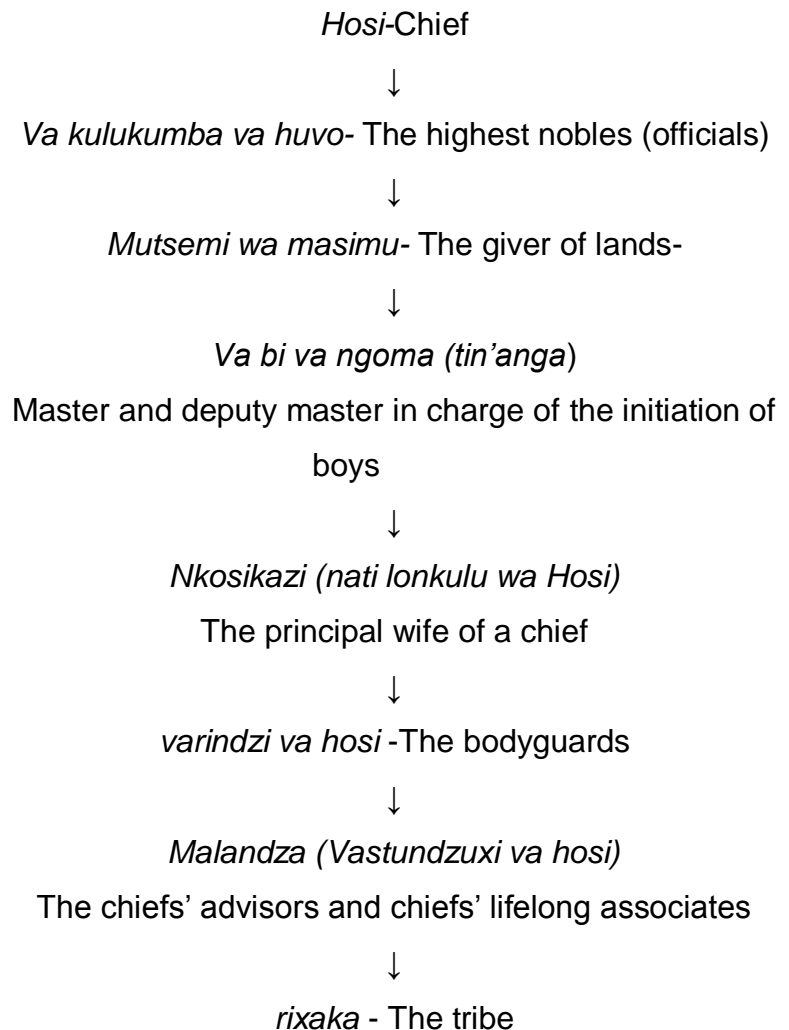 Hosi-Chief
↓
Va kulukumba va huvo- The highest nobles (officials)
↓
Mutsemi wa masimu- The giver of lands-
↓
Va bi va ngoma (tin’anga)
Master and deputy master in charge of the initiation of
boys
↓
Nkosikazi (nati lonkulu wa Hosi)
The principal wife of a chief
↓
varindzi va hosi -The bodyguards
↓
Malandza (Vastundzuxi va hosi)
The chiefs’ advisors and chiefs’ lifelong associates
↓
rixaka - The tribe